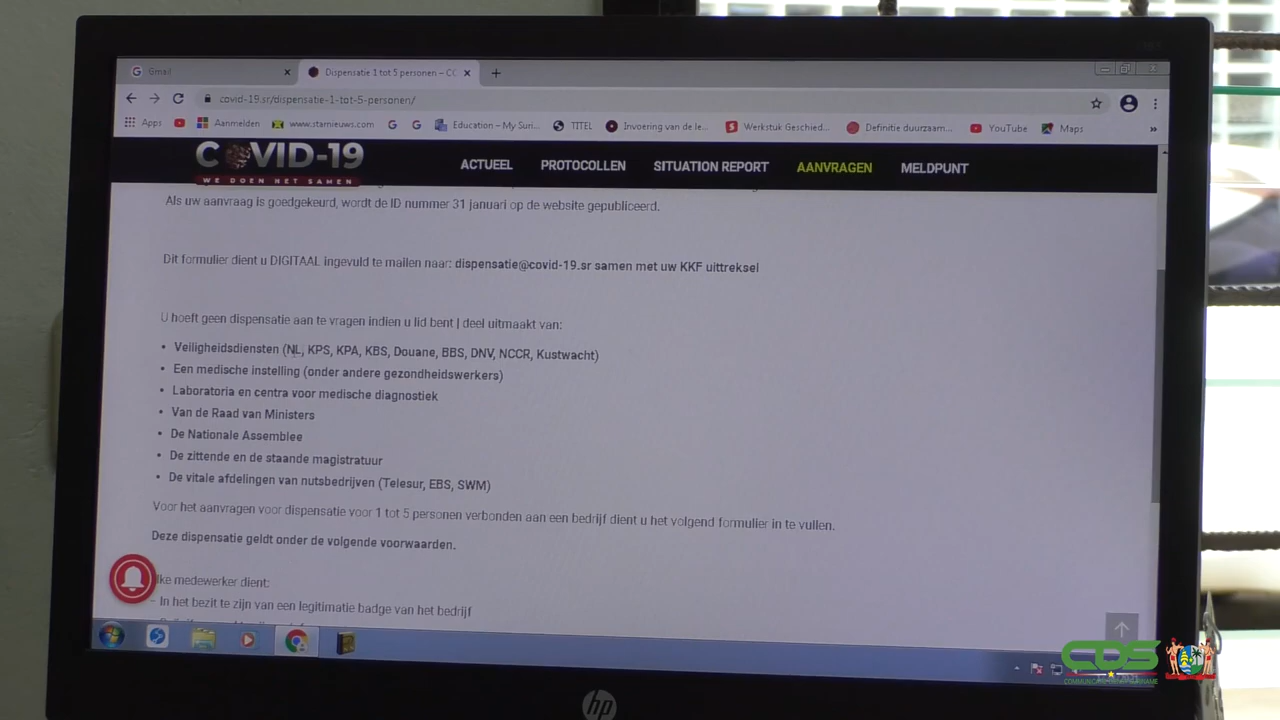 Gmail
Dispensatie 1 tot 5 personen – CC
covid-19.sr/dispensatie-1-tot-5-personen/
Apps
Aanmelden
www.starnieuws.com
Education – My Suri...
TITEL
Invoering van de le...
Werkstuk Geschied...
Definitie duurzaam...
YouTube
Maps
COVID-19
WE DOEN HET SAMEN
ACTUEEL
PROTOCOLLEN
SITUATION REPORT
AANVRAGEN
MELDPUNT
Als uw aanvraag is goedgekeurd, wordt de ID nummer 31 januari op de website gepubliceerd.
Dit formulier dient u DIGITAAL ingevuld te mailen naar: dispensatie@covid-19.sr samen met uw KKF uittreksel
U hoeft geen dispensatie aan te vragen indien u lid bent | deel uitmaakt van:
• Veiligheidsdiensten (NL, KPS, KPA, KBS, Douane, BBS, DNV, NCCR, Kustwacht)
• Een medische instelling (onder andere gezondheidswerkers)
• Laboratoria en centra voor medische diagnostiek
• Van de Raad van Ministers
• De Nationale Assemblee
• De zittende en de staande magistratuur
• De vitale afdelingen van nutsbedrijven (Telesur, EBS, SWM)
Voor het aanvragen voor dispensatie voor 1 tot 5 personen verbonden aan een bedrijf dient u het volgend formulier in te vullen.
Deze dispensatie geldt onder de volgende voorwaarden.
lke medewerker dient:
– In het bezit te zijn van een legitimatie badge van het bedrijf
CDS
hp